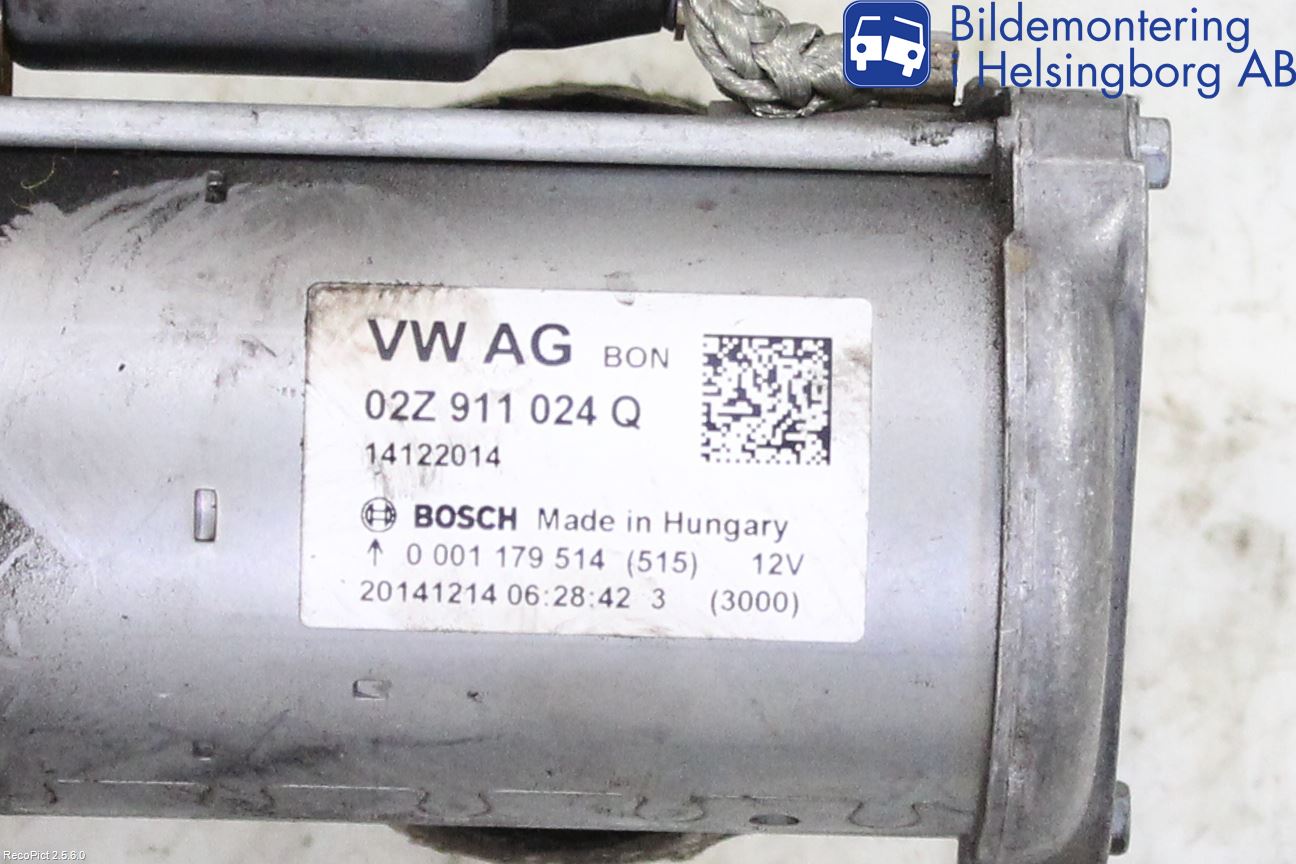 Bildemontering
i Helsingborg AB
VW AG BON
02Z 911 024 Q
14122014
BOSCH Made in Hungary
↑ 0 001 179 514 (515) 12V
20141214 06:28:42 3 (3000)
RecoPict 2.5.6.0